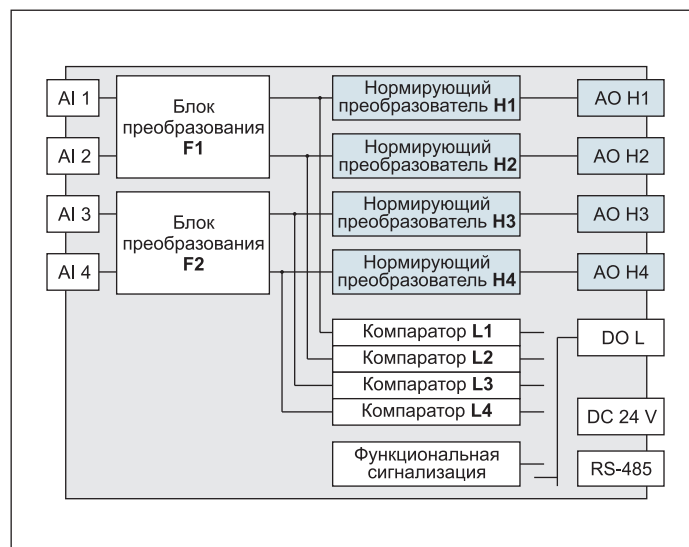 AI 1
Блок
преобразования
F1
Нормирующий
преобразователь H1
AO H1
AI 2
Нормирующий
преобразователь H2
AO H2
AI 3
Блок
преобразования
F2
Нормирующий
преобразователь H3
AO H3
AI 4
Нормирующий
преобразователь H4
AO H4
Компаратор L1
DO L
Компаратор L2
Компаратор L3
Компаратор L4
DC 24 V
Функциональная
сигнализация
RS-485